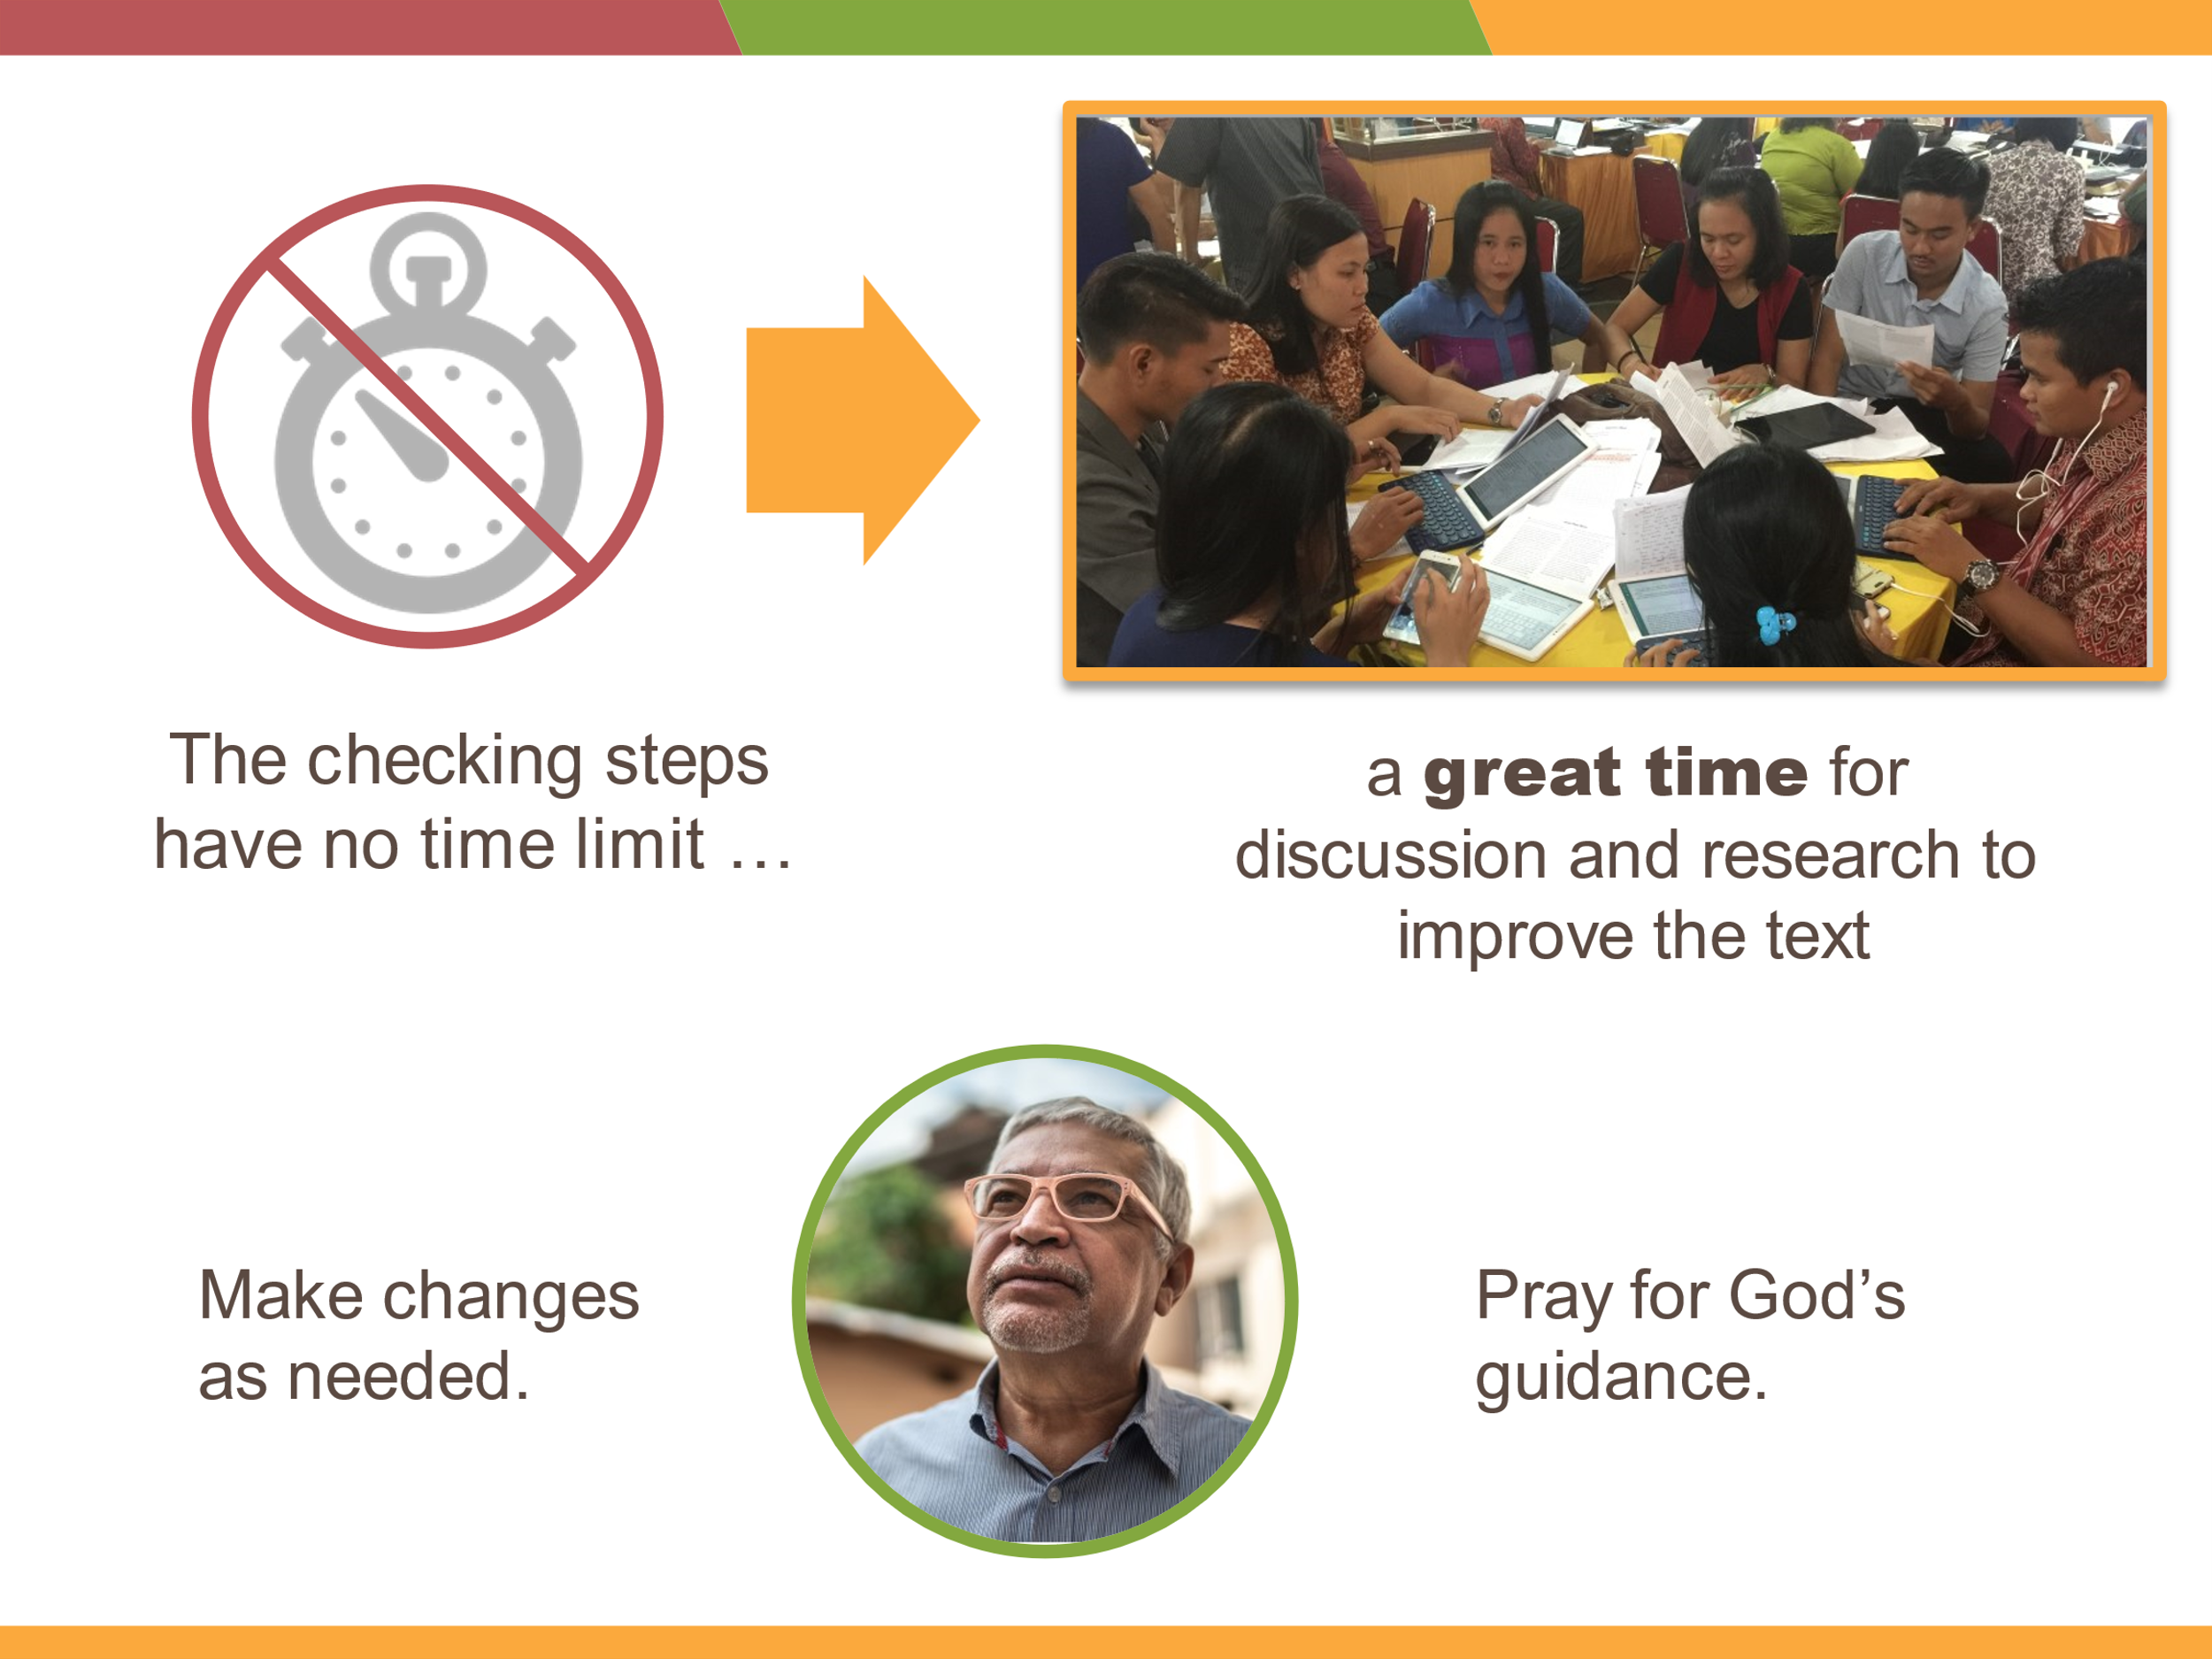 The checking steps
have no time limit …
a great time for
discussion and research to
improve the text
Make changes
as needed.
Pray for God’s
guidance.